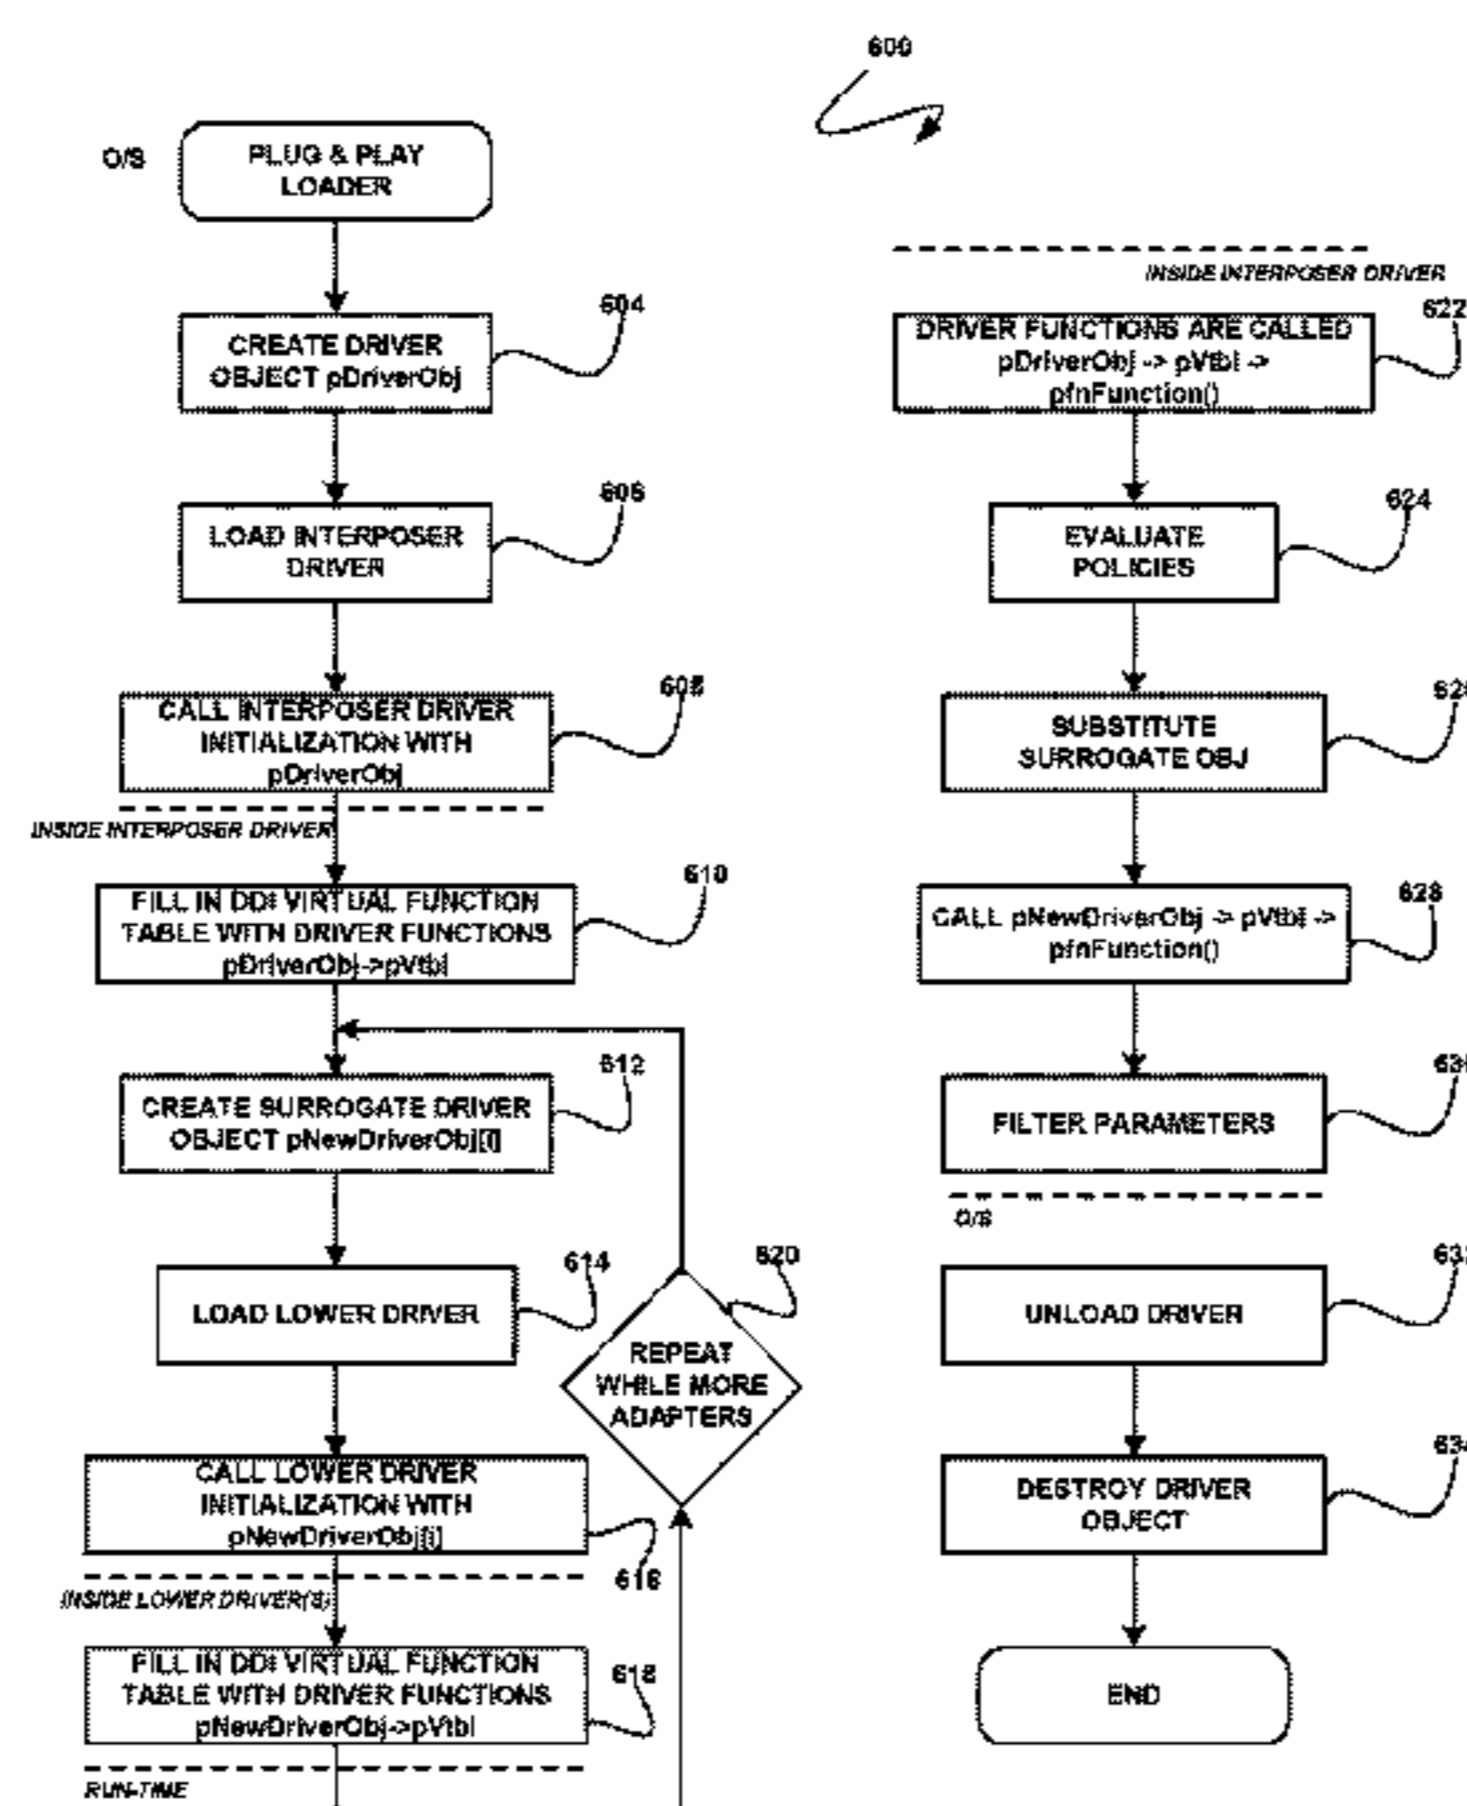 600
O/S
PLUG & PLAY
LOADER
604
CREATE DRIVER
OBJECT pDriverObj
606
LOAD INTERPOSER
DRIVER
608
CALL INTERPOSER DRIVER
INITIALIZATION WITH
pDriverObj
INSIDE INTERPOSER DRIVER
610
FILL IN DDI VIRTUAL FUNCTION
TABLE WITH DRIVER FUNCTIONS
pDriverObj->pVtbl
612
CREATE SURROGATE DRIVER
OBJECT pNewDriverObj[i]
614
LOAD LOWER DRIVER
620
REPEAT
WHILE MORE
ADAPTERS
CALL LOWER DRIVER
INITIALIZATION WITH
pNewDriverObj[i]
616
INSIDE LOWER DRIVER(S)
618
FILL IN DDI VIRTUAL FUNCTION
TABLE WITH DRIVER FUNCTIONS
pNewDriverObj->pVtbl
RUN-TIME
INSIDE INTERPOSER DRIVER
622
DRIVER FUNCTIONS ARE CALLED
pDriverObj -> pVtbl ->
pfnFunction()
624
EVALUATE
POLICIES
SUBSTITUTE
SURROGATE OBJ
628
CALL pNewDriverObj -> pVtbl ->
pfnFunction()
FILTER PARAMETERS
O/S
UNLOAD DRIVER
DESTROY DRIVER
OBJECT
END